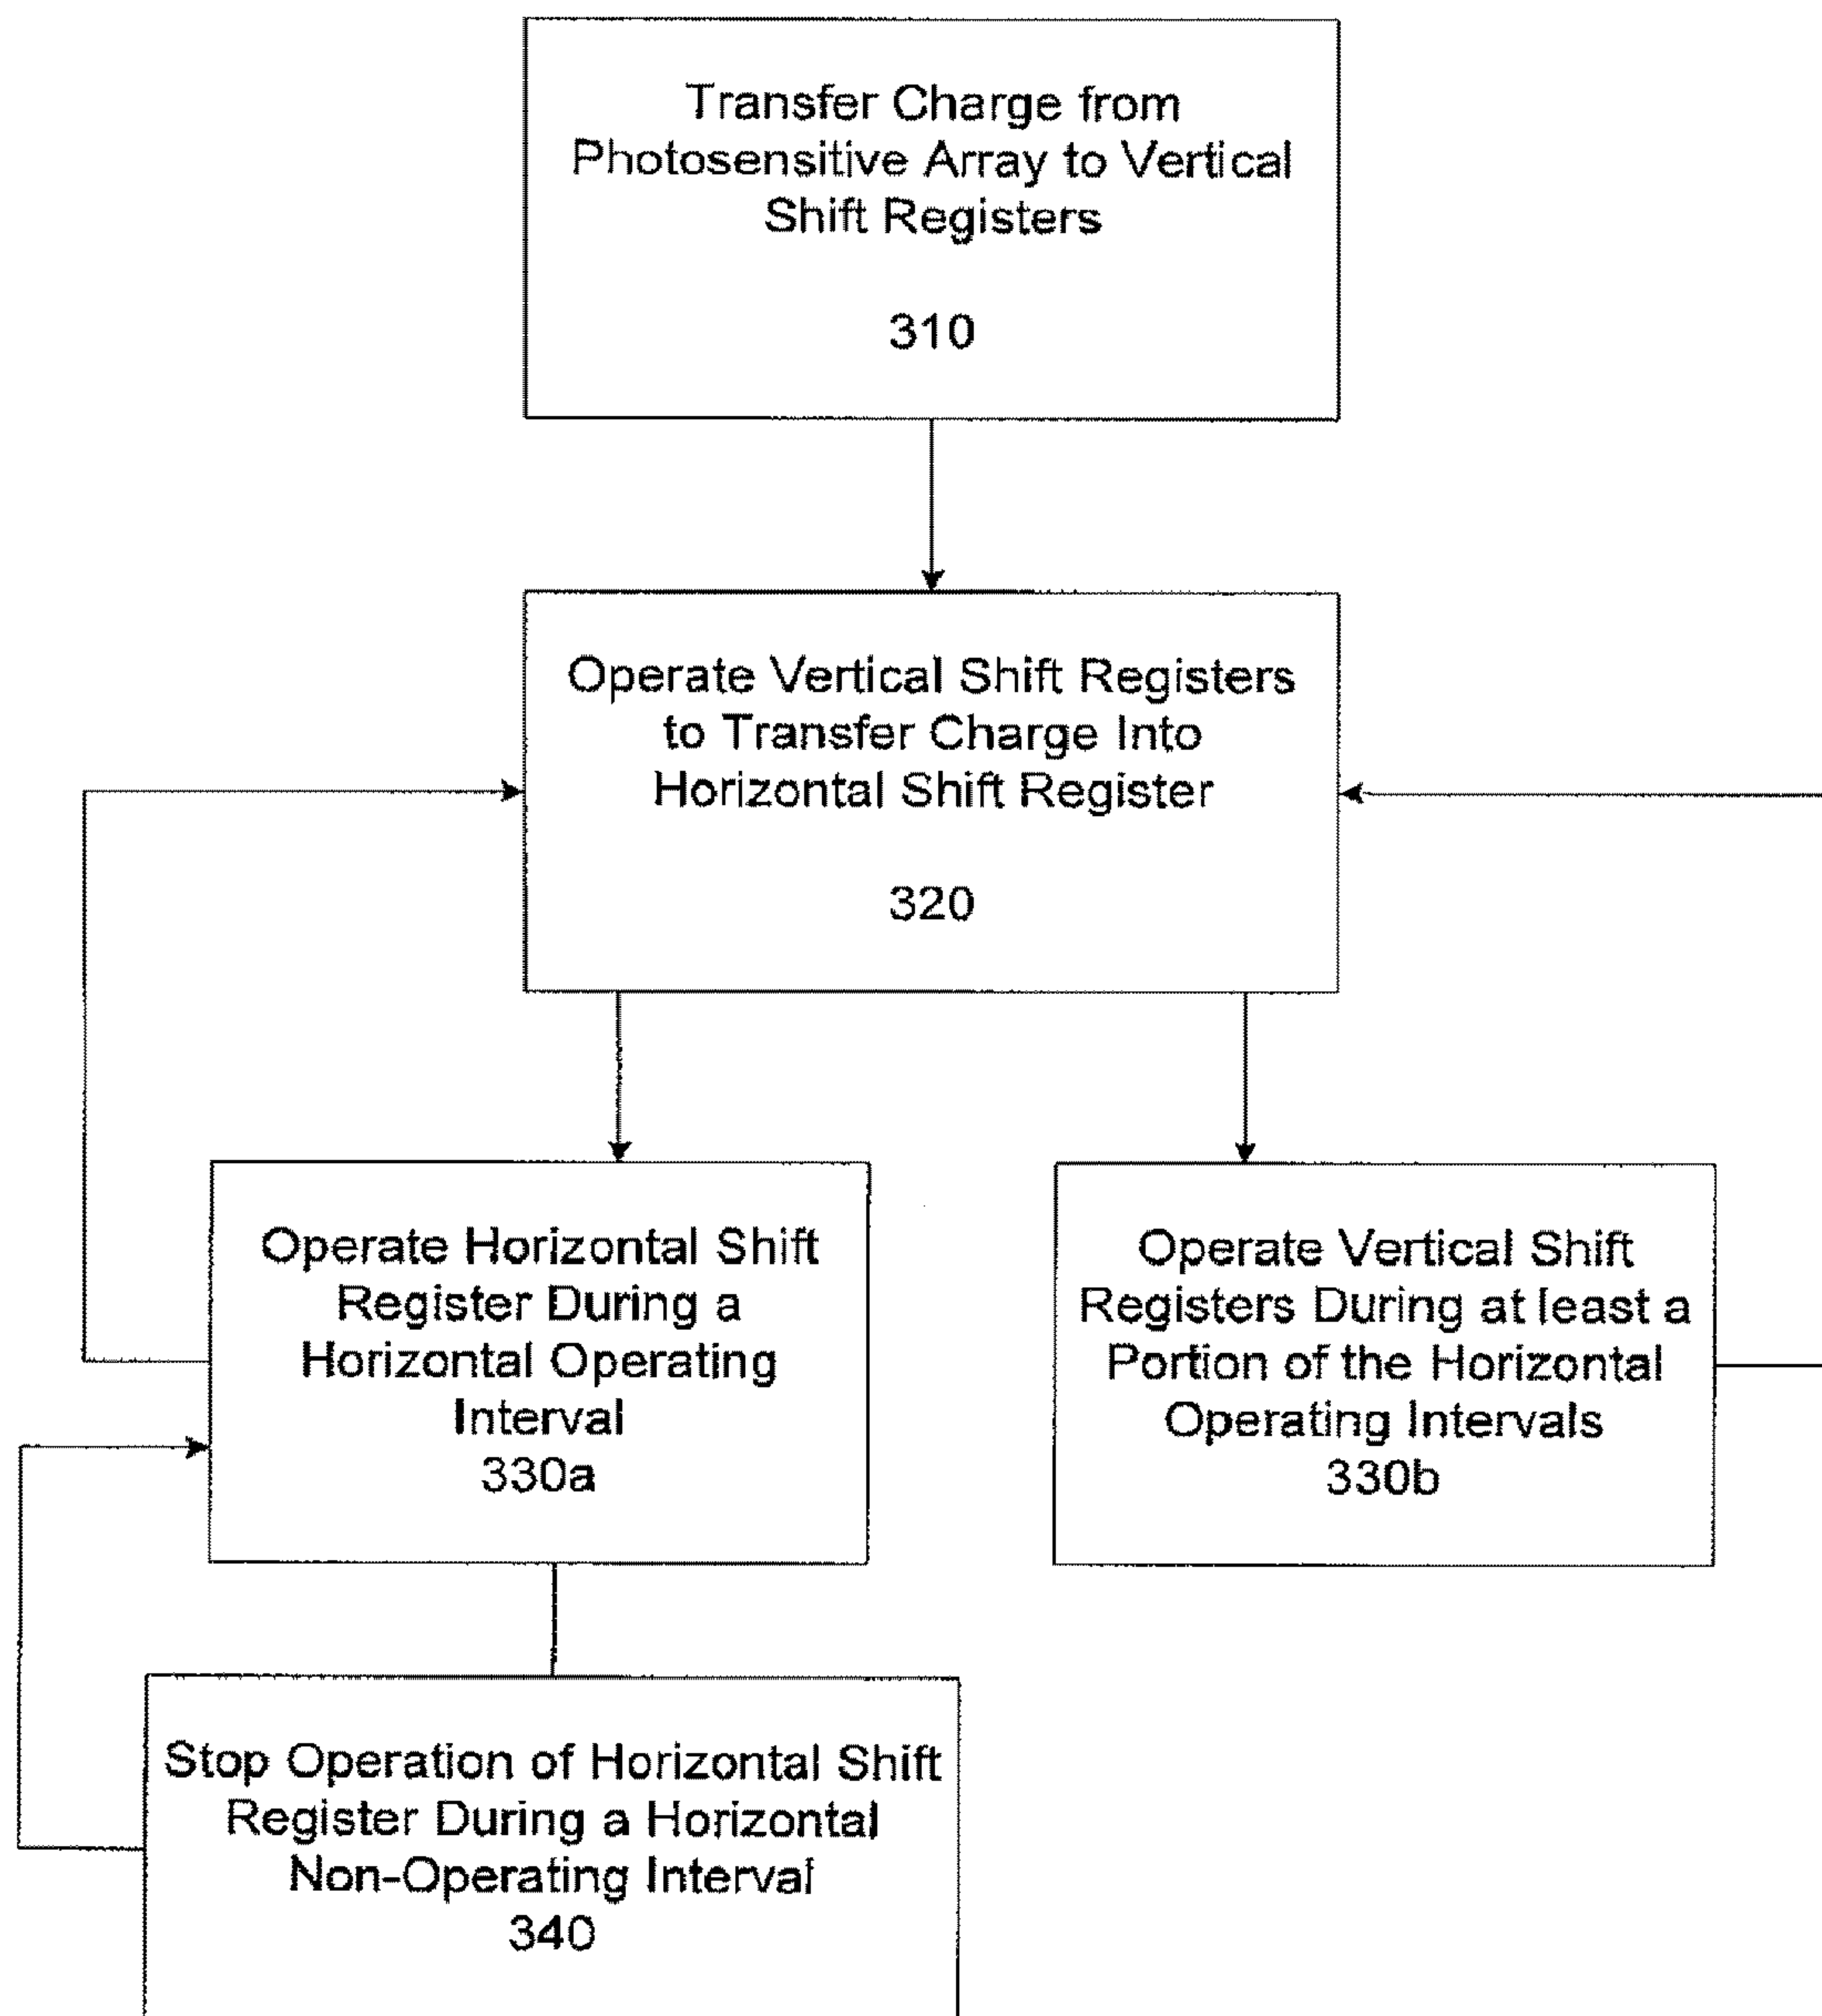 Transfer Charge from
Photosensitive Array to Vertical
Shift Registers
310
Operate Vertical Shift Registers
to Transfer Charge Into
Horizontal Shift Register
320
Operate Horizontal Shift
Register During a
Horizontal Operating
Interval
330a
Operate Vertical Shift
Registers During at least a
Portion of the Horizontal
Operating Intervals
330b
Stop Operation of Horizontal Shift
Register During a Horizontal
Non-Operating Interval
340